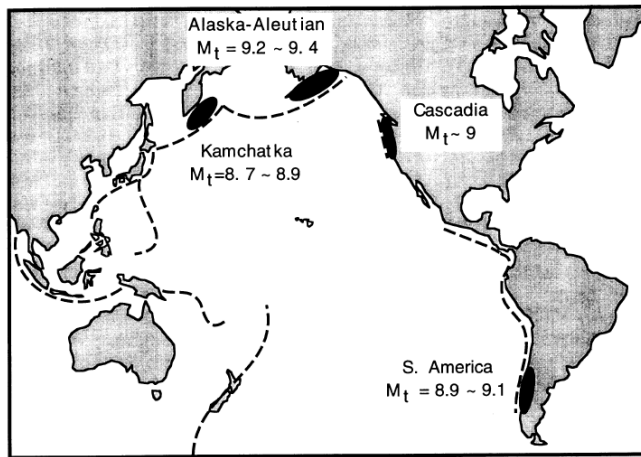 Alaska-Aleutian
Mt = 9.2 ~ 9. 4
Cascadia
Mt~ 9
Kamchatka
Mt=8. 7 ~ 8.9
S. America
Mt = 8.9 ~ 9.1